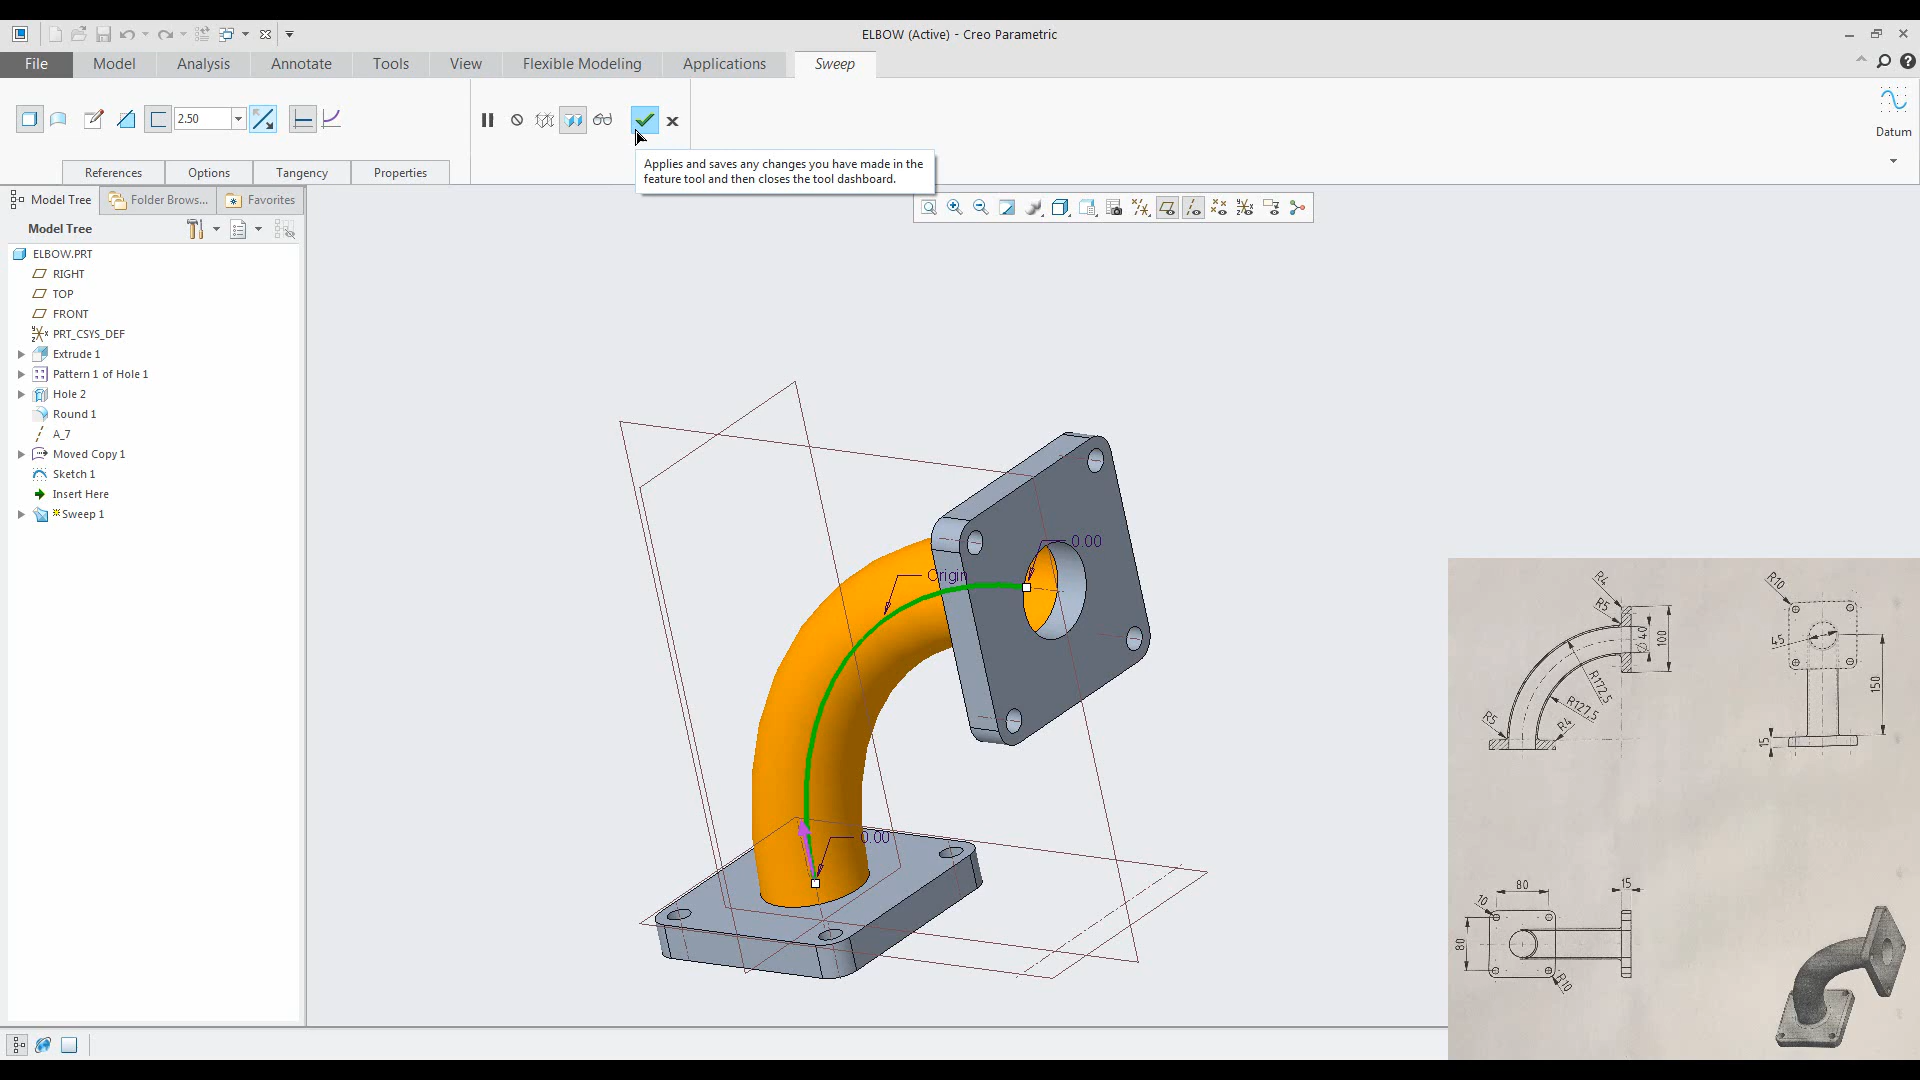 ELBOW (Active) - Creo Parametric
File
Model
Analysis
Annotate
Tools
View
Flexible Modeling
Applications
Sweep
2.50
Datum
Applies and saves any changes you have made in the
feature tool and then closes the tool dashboard.
References
Options
Tangency
Properties
Model Tree
Folder Brows...
Favorites
Model Tree
ELBOW.PRT
RIGHT
TOP
FRONT
PRT_CSYS_DEF
Extrude 1
Pattern 1 of Hole 1
Hole 2
Round 1
A_7
Moved Copy 1
Sketch 1
Insert Here
Sweep 1
0.00
Origin
0.00
R4
R5
Ø 40
100
R172,5
R127,5
R5
R4
R10
45
150
15
80
15
10
80
R10